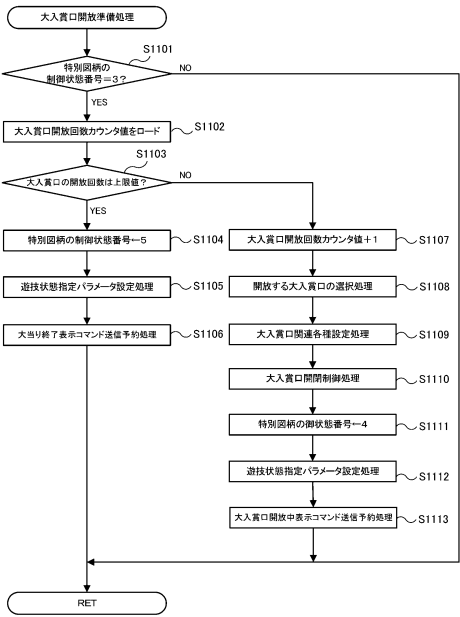 大入賞口開放準備処理
S1101
特別図柄の
制御状態番号＝3？
NO
YES
大入賞口開放回数カウンタ値をロード
S1102
S1103
大入賞口の開放回数は上限値？
NO
YES
特別図柄の制御状態番号←5
S1104
遊技状態指定パラメータ設定処理
S1105
大当り終了表示コマンド送信予約処理
S1106
大入賞口開放回数カウンタ値＋1
S1107
開放する大入賞口の選択処理
S1108
大入賞口関連各種設定処理
S1109
大入賞口開閉制御処理
S1110
特別図柄の御状態番号←4
S1111
遊技状態指定パラメータ設定処理
S1112
大入賞口開放中表示コマンド送信予約処理
S1113
RET